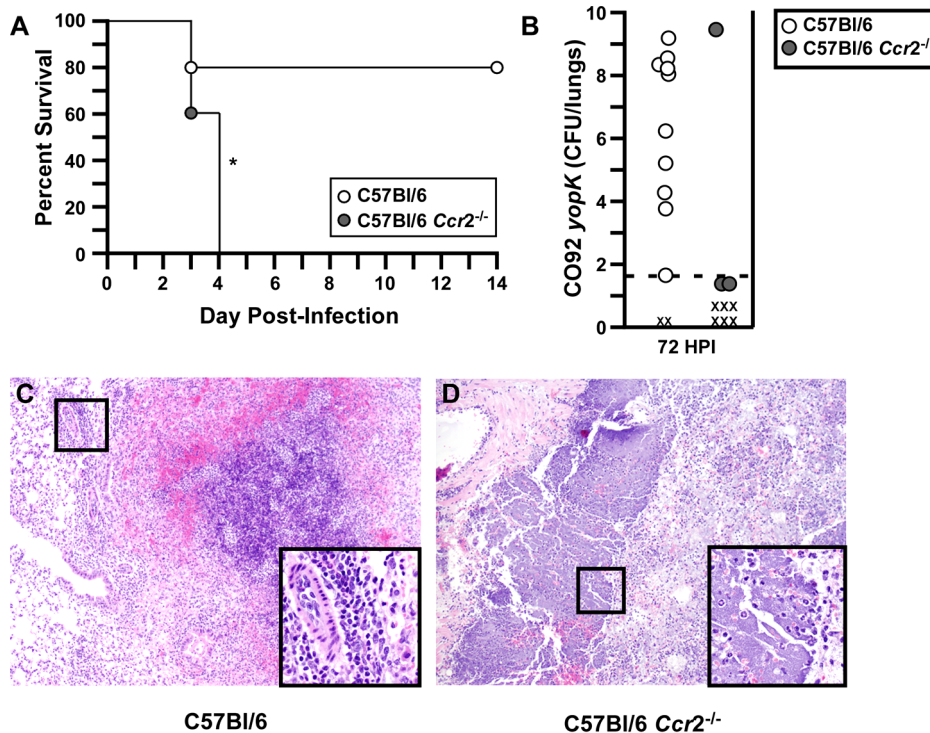 A
Percent Survival
100
80
60
40
20
0
*
C57Bl/6
C57Bl/6 Ccr2-/-
0 2 4 6 8 10 12 14
Day Post-Infection
B
CO92 yopK (CFU/lungs)
10
8
6
4
2
0
XX
XXX
XXX
72 HPI
C57Bl/6
C57Bl/6 Ccr2-/
C
D
C57Bl/6
C57Bl/6 Ccr2-/-